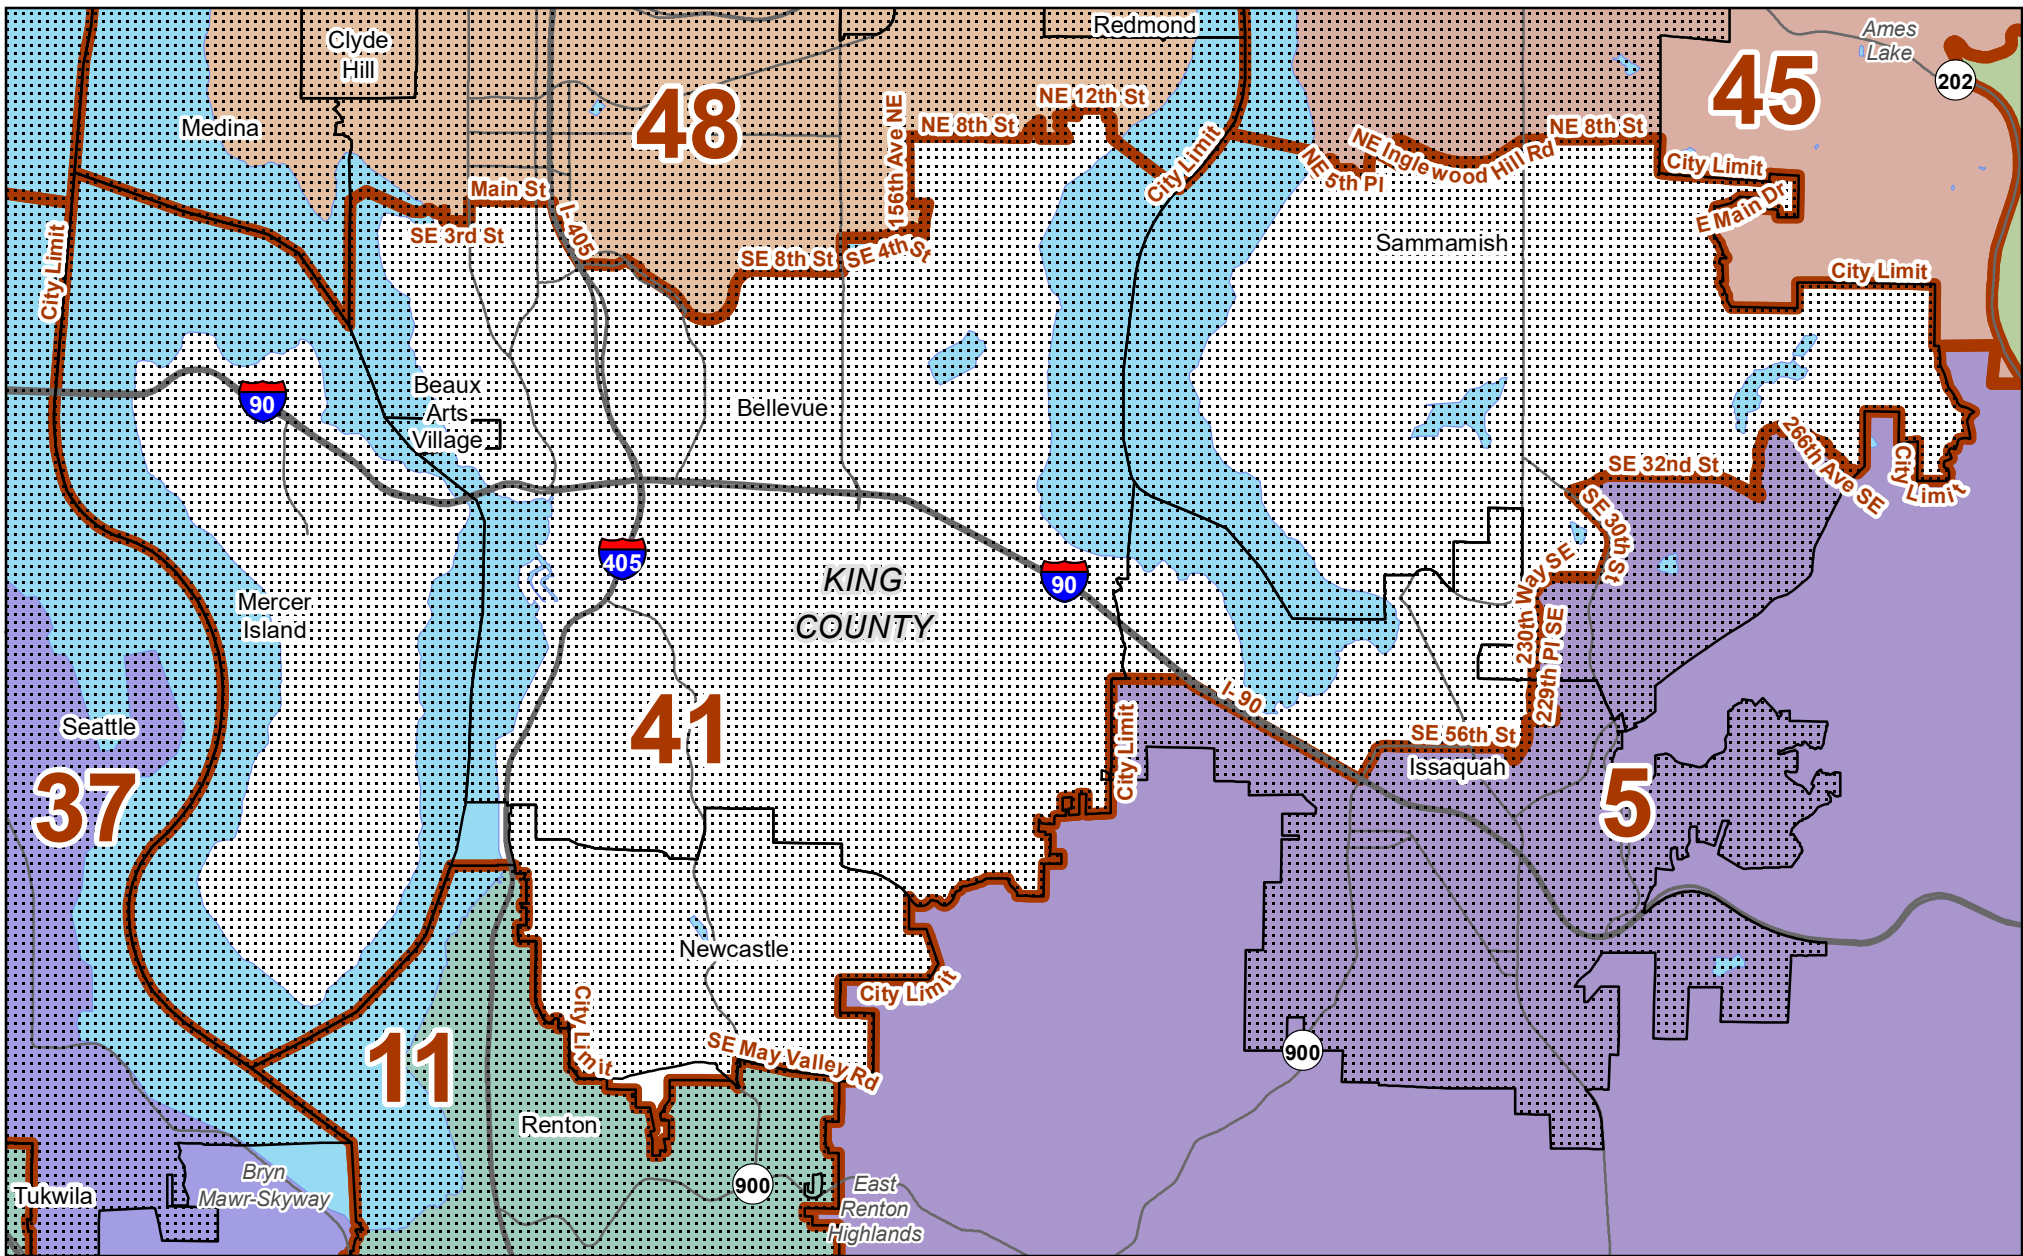 Clyde
Hill
Redmond
Ames
Lake
202
45
48
Medina
156th Ave NE
NE 8th St
NE 12th St
City Limit
NE 5th Pl
NE Inglewood Hill Rd
NE 8th St
City Limit
E Main Dr
City Limit
Main St
SE 3rd St
I-405
SE 8th St
SE 4th St
Sammamish
City Limit
90
Beaux
Arts
Village
Bellevue
266th Ave SE
SE 32nd St
City
Limit
SE 30th St
405
KING
COUNTY
90
230th Way SE
229th Pl SE
Mercer
Island
Seattle
37
41
City Limit
I-90
SE 56th St
Issaquah
5
Newcastle
City Limit
City Limit
SE May Valley Rd
11
900
Renton
Tukwila
Bryn
Mawr-Skyway
900
East
Renton
Highlands